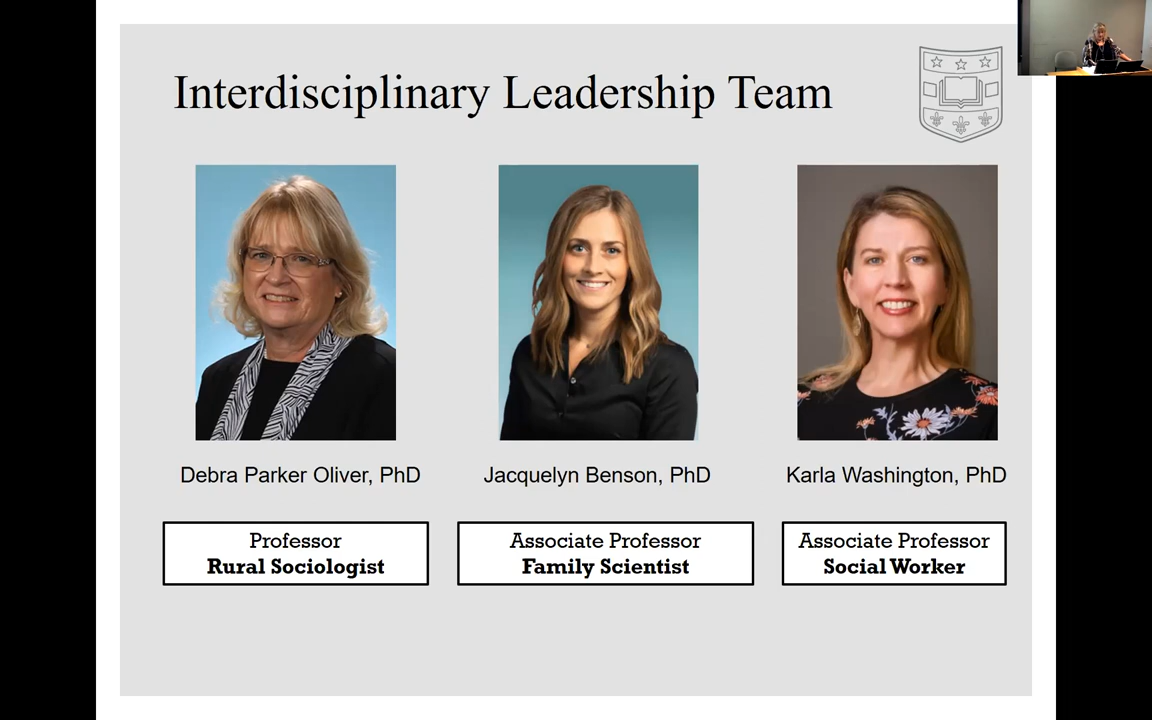 Interdisciplinary Leadership Team
Debra Parker Oliver, PhD
Jacquelyn Benson, PhD
Karla Washington, PhD
Professor
Rural Sociologist
Associate Professor
Family Scientist
Associate Professor
Social Worker